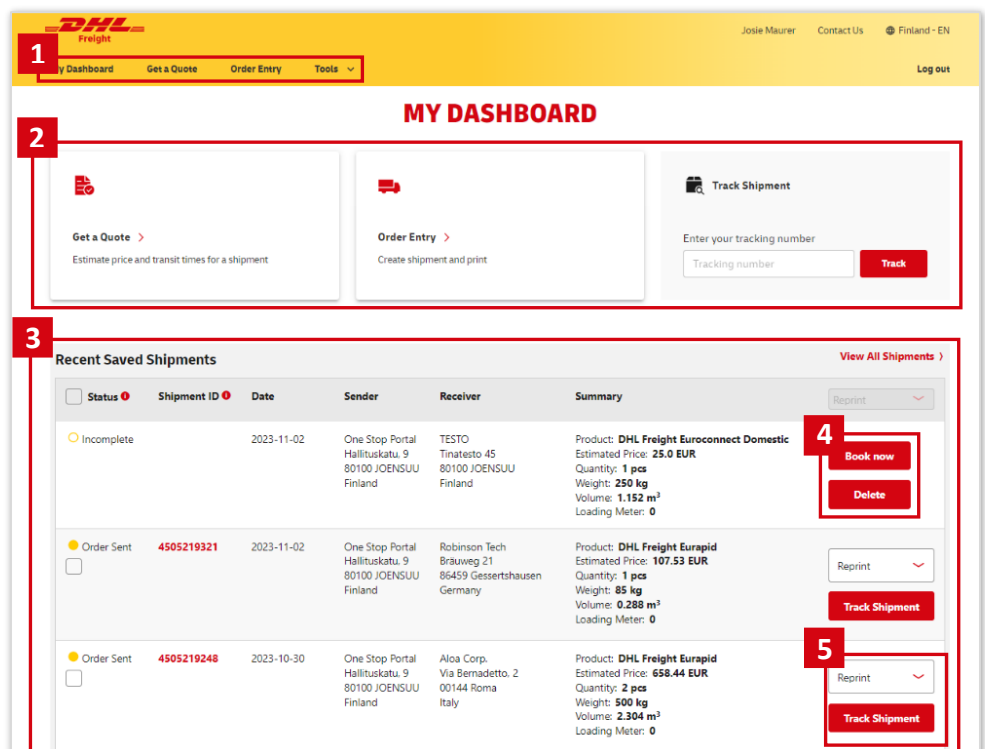 DHL
Freight
Josie Maurer Contact Us Finland - EN
1
y Dashboard Get a Quote Order Entry Tools
Log out
MY DASHBOARD
2
Track Shipment
Get a Quote
Order Entry
Enter your tracking number
Estimate price and transit times for a shipment
Create shipment and print
Tracking number
Track
3
Recent Saved Shipments
View All Shipments
Status Shipment ID Date Sender Receiver Summary Reprint
4
Incomplete 2023-11-02
One Stop Portal
Hallituskatu. 9
80100 JOENSUU
Finland
TESTO
Tinatesto 45
80100 JOENSUU
Finland
Product: DHL Freight Euroconnect Domestic
Estimated Price: 25.0 EUR
Quantity: 1 pcs
Weight: 250 kg
Volume: 1.152 m³
Loading Meter: 0
Book now
Delete
Order Sent 4505219321 2023-11-02
One Stop Portal
Hallituskatu. 9
80100 JOENSUU
Finland
Robinson Tech
Bräuweg 21
86459 Gessertshausen
Germany
Product: DHL Freight Eurapid
Estimated Price: 107.53 EUR
Quantity: 1 pcs
Weight: 85 kg
Volume: 0.288 m³
Loading Meter: 0
Reprint
Track Shipment
5
Order Sent 4505219248 2023-10-30
One Stop Portal
Hallituskatu. 9
80100 JOENSUU
Finland
Aloa Corp.
Via Bernadetto. 2
00144 Roma
Italy
Product: DHL Freight Eurapid
Estimated Price: 658.44 EUR
Quantity: 2 pcs
Weight: 500 kg
Volume: 2.304 m³
Loading Meter: 0
Reprint
Track Shipment